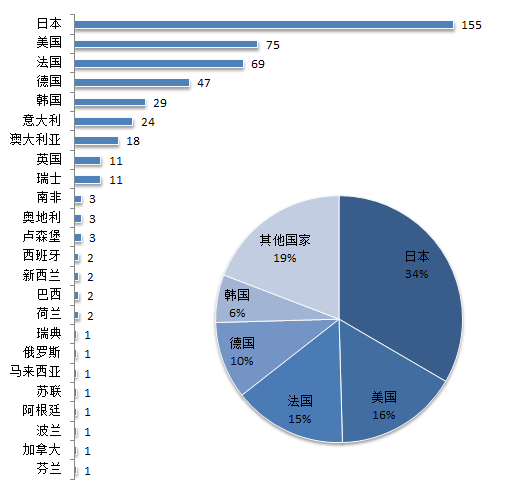 日本 155
美国 75
法国 69
德国 47
韩国 29
意大利 24
澳大利亚 18
英国 11
瑞士 11
南非 3
奥地利 3
卢森堡 3
西班牙 2
新西兰 2
巴西 2
荷兰 2
瑞典 1
俄罗斯 1
马来西亚 1
苏联 1
阿根廷 1
波兰 1
加拿大 1
芬兰 1
日本
34%
美国
16%
法国
15%
德国
10%
韩国
6%
其他国家
19%